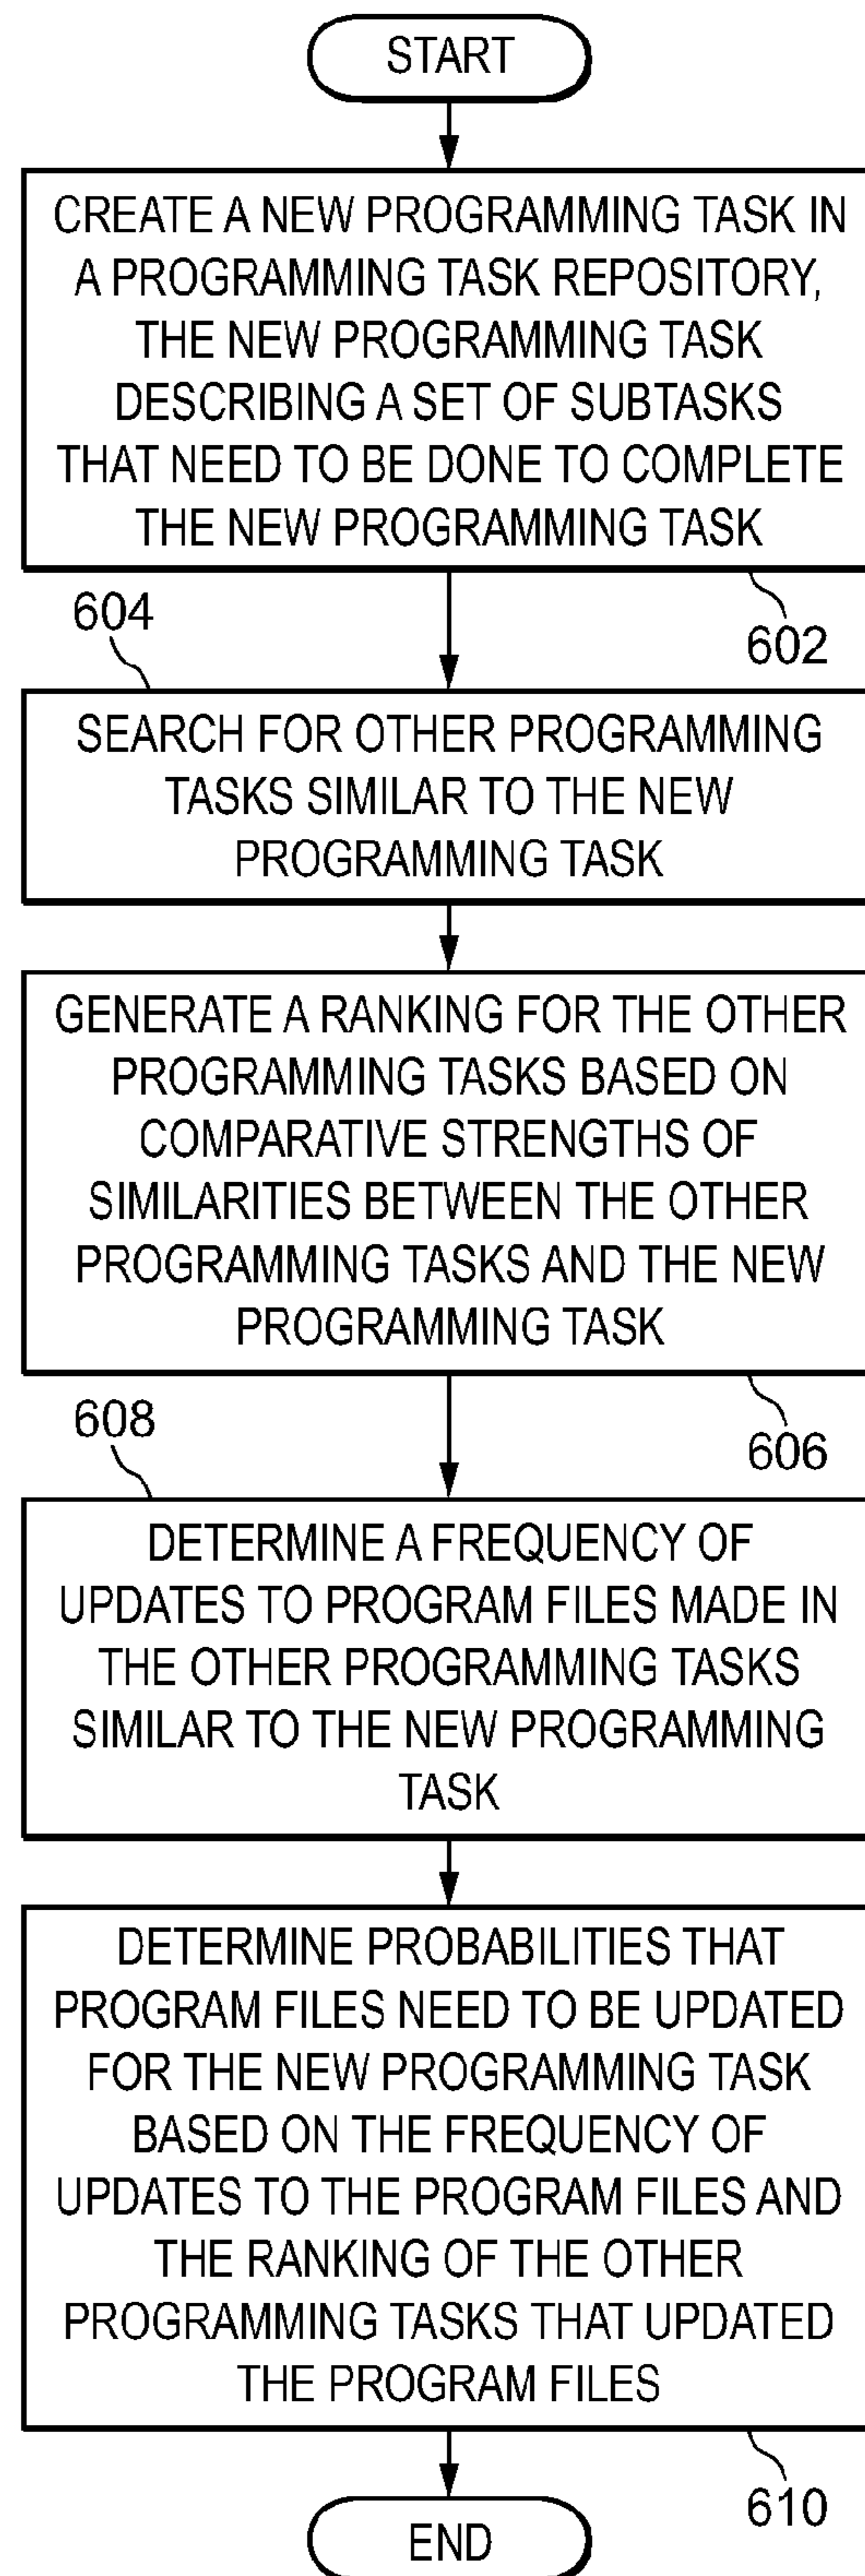 START
CREATE A NEW PROGRAMMING TASK IN
A PROGRAMMING TASK REPOSITORY,
THE NEW PROGRAMMING TASK
DESCRIBING A SET OF SUBTASKS
THAT NEED TO BE DONE TO COMPLETE
THE NEW PROGRAMMING TASK
604
602
SEARCH FOR OTHER PROGRAMMING
TASKS SIMILAR TO THE NEW
PROGRAMMING TASK
GENERATE A RANKING FOR THE OTHER
PROGRAMMING TASKS BASED ON
COMPARATIVE STRENGTHS OF
SIMILARITIES BETWEEN THE OTHER
PROGRAMMING TASKS AND THE NEW
PROGRAMMING TASK
608
606
DETERMINE A FREQUENCY OF
UPDATES TO PROGRAM FILES MADE IN
THE OTHER PROGRAMMING TASKS
SIMILAR TO THE NEW PROGRAMMING
TASK
DETERMINE PROBABILITIES THAT
PROGRAM FILES NEED TO BE UPDATED
FOR THE NEW PROGRAMMING TASK
BASED ON THE FREQUENCY OF
UPDATES TO THE PROGRAM FILES AND
THE RANKING OF THE OTHER
PROGRAMMING TASKS THAT UPDATED
THE PROGRAM FILES
610
END